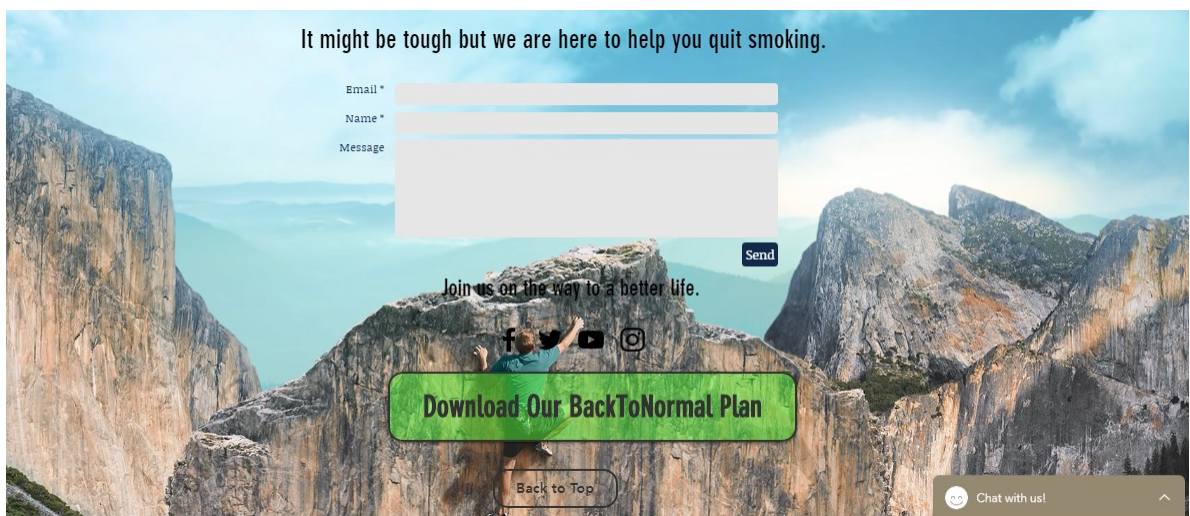 It might be tough but we are here to help you quit smoking.
Email *
Name *
Message
Send
Join us on the way to a better life.
Download Our BackToNormal Plan
Back to Top
Chat with us!